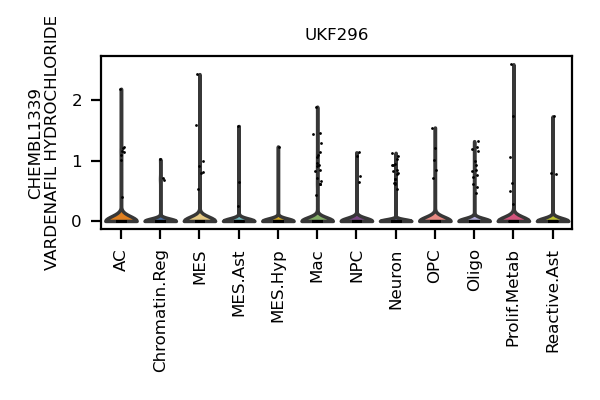 UKF296
CHEMBL1339
VARDENAFIL HYDROCHLORIDE
2
1
0
AC
Chromatin.Reg
MES
MES.Ast
MES.Hyp
Mac
NPC
Neuron
OPC
Oligo
Prolif.Metab
Reactive.Ast